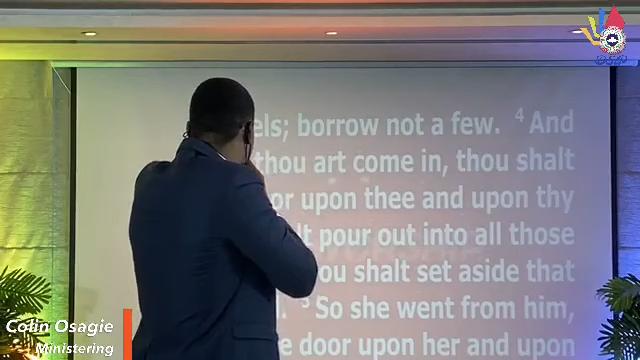 els; borrow not a few. 4 And
thou art come in, thou shalt
or upon thee and upon thy
t pour out into all those
ou shalt set aside that
. 5 So she went from him,
e door upon her and upon
Colin Osagie
Ministering